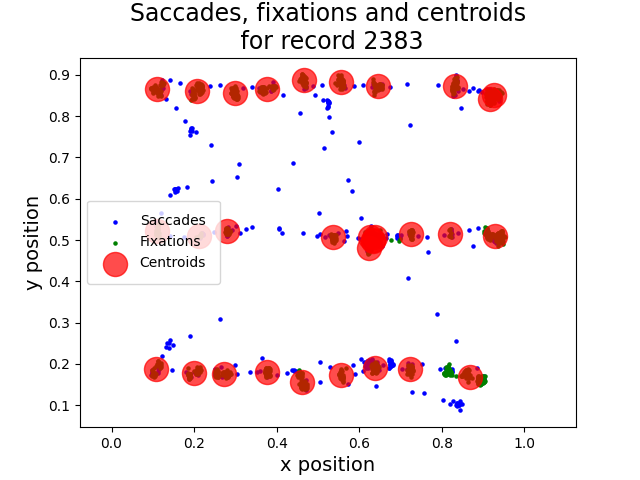 Saccades, fixations and centroids
for record 2383
y position
0.9
0.8
0.7
0.6
0.5
0.4
0.3
0.2
0.1
Saccades
Fixations
Centroids
0.0 0.2 0.4 0.6 0.8 1.0
x position